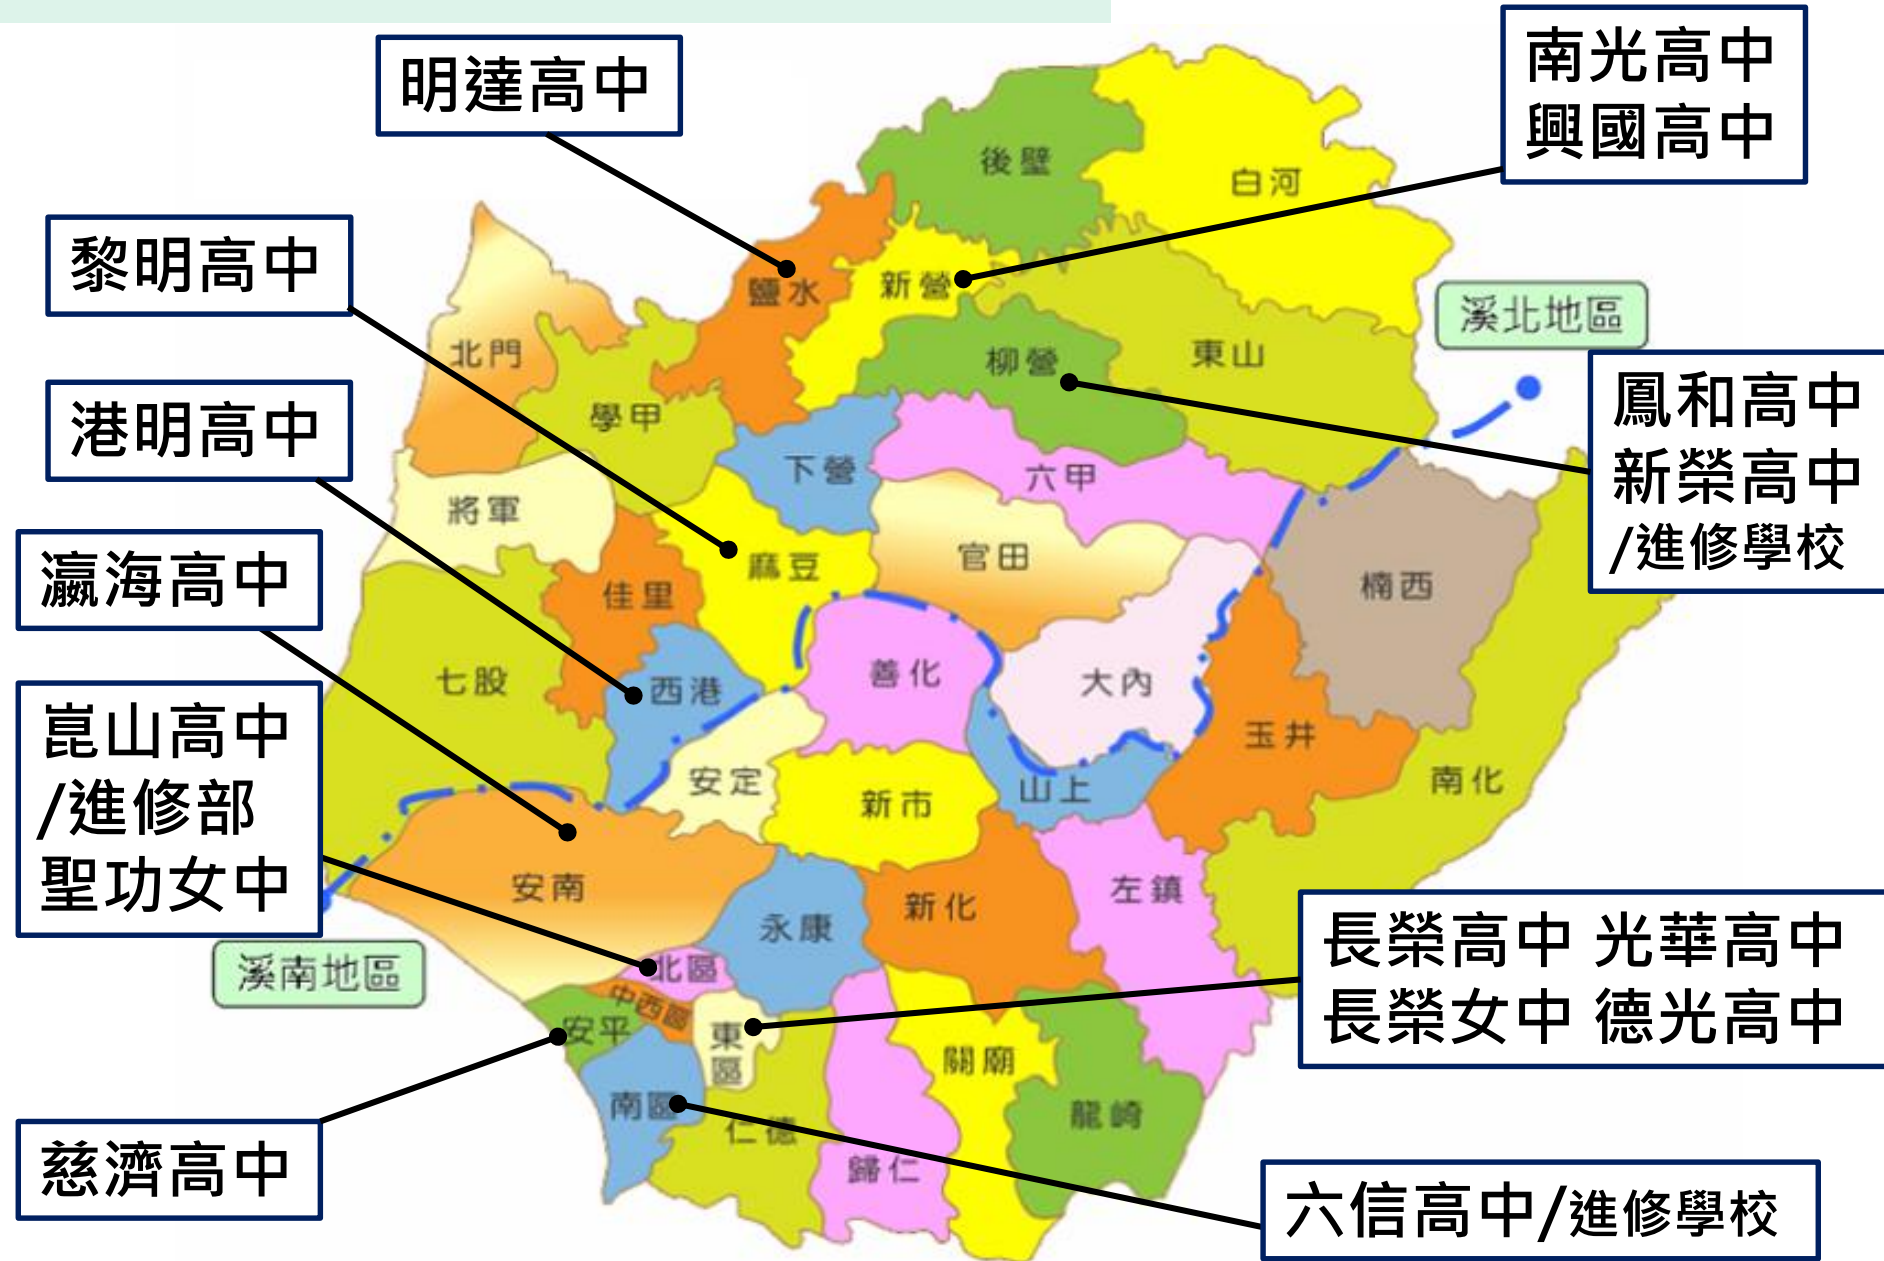 明達高中
南光高中
興國高中
後壁
白河
黎明高中
鹽水
新營
溪北地區
北門
柳營
東山
港明高中
學甲
鳳和高中
新榮高中
/進修學校
下營
六甲
將軍
瀛海高中
麻豆
官田
佳里
楠西
七股
西港
善化
大內
崑山高中
/進修部
聖功女中
安定
新市
山上
玉井
南化
安南
永康
新化
左鎮
長榮高中 光華高中
長榮女中 德光高中
溪南地區
北區
中西區
安平
東區
關廟
南區
仁德
龍崎
慈濟高中
歸仁
六信高中/進修學校